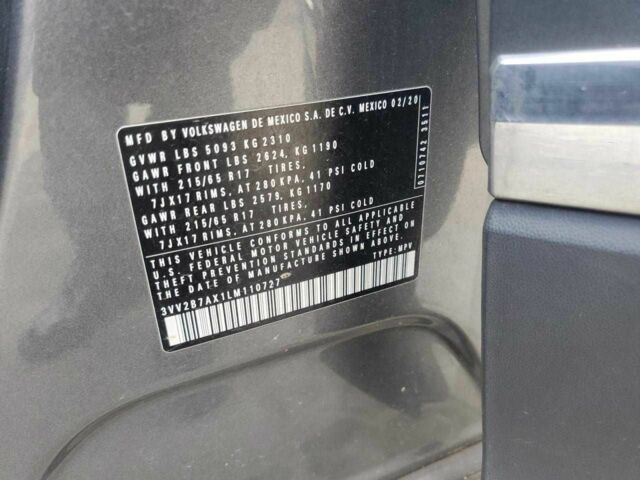 MFD BY VOLKSWAGEN DE MEXICO S.A. DE C.V. MEXICO 02/20
GVWR LBS 5093 KG 2310
GAWR FRONT LBS 2624, KG 1190
WITH 215/65 R17 TIRES,
7JX17 RIMS, AT 280 KPA, 41 PSI COLD
GAWR REAR LBS 2579, KG 1170
WITH 215/65 R17 TIRES,
7JX17 RIMS, AT 280 KPA, 41 PSI COLD
THIS VEHICLE CONFORMS TO ALL APPLICABLE
U.S. FEDERAL MOTOR VEHICLE SAFETY AND
THEFT PREVENTION STANDARDS IN EFFECT ON
THE DATE OF MANUFACTURE SHOWN ABOVE.
3VV2B7AX1LM110727
TYPE: MPV
07110742 3511